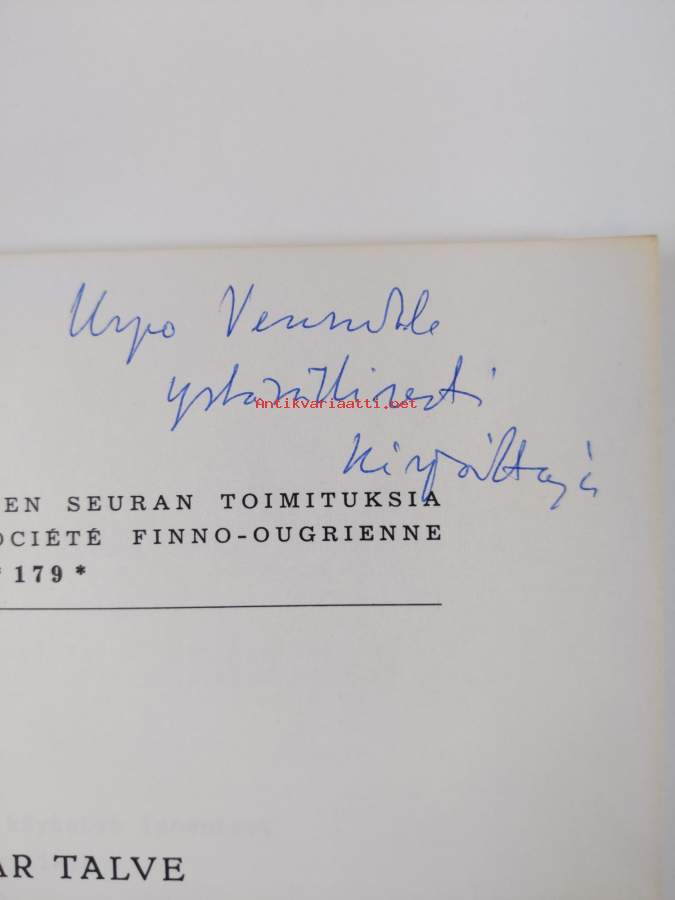 Urpo Vennolle
ystävällisesti
Antikvariaatti.net
kirjoittaja
EN SEURAN TOIMITUKSIA
OCIÉTÉ FINNO-OUGRIENNE
* 179 *
AR TALVE